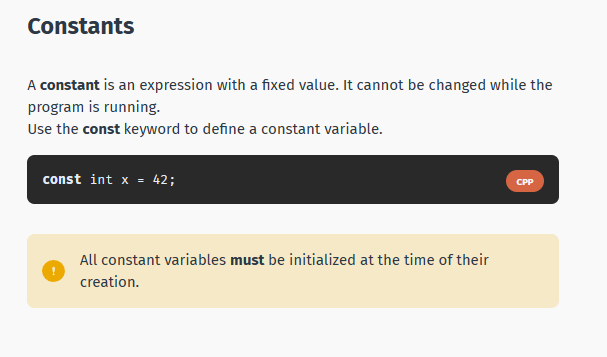 Constants
A constant is an expression with a fixed value. It cannot be changed while the
program is running.
Use the const keyword to define a constant variable.
const int x = 42;
CPP
!
All constant variables must be initialized at the time of their
creation.